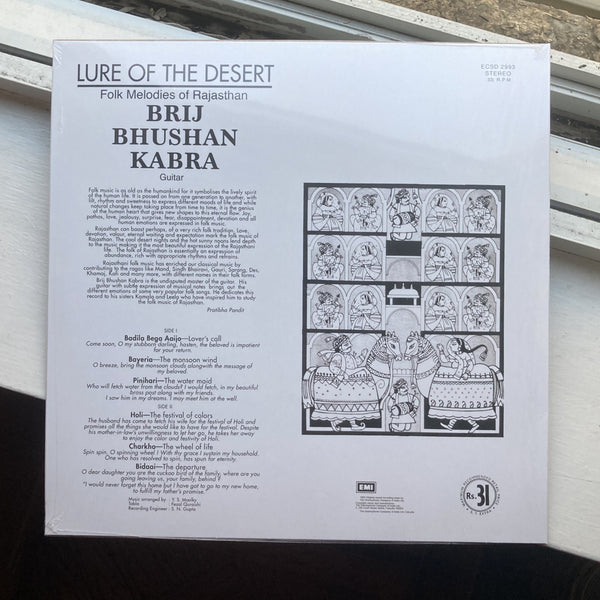 LURE OF THE DESERT
Folk Melodies of Rajasthan
BRIJ
BHUSHAN
KABRA
Guitar
ECSD 2993
STEREO
33⅓ R.P.M.
Folk music is as old as the humankind for it symbolises the lively spirit
of the human life. It is passed on from one generation to another, with
lilt, rhythm and sweetness to express different moods of life and while
natural changes keep taking place from time to time, it is the genius
of the human heart that gives new shapes to this eternal flow. Joy,
pathos, love, jealousy, surprise, fear, disappointment, devotion and all
human emotions are expressed in folk music.
Rajasthan can boast perhaps, of a very rich folk tradition, Love,
devotion, valour, eternal waiting and expectation mark the folk music of
Rajasthan. The cool desert nights and the hot sunny noons lend depth
to the music making it the most beautiful expression of the Rajasthani
life. The folk of Rajasthan is essentially an expression of
abundance, rich with appropriate rhythms and refrains.
Rajasthani folk music has enriched our classical music by
contributing to the ragas like Mand, Sindh Bhairavi, Gouri, Sarang, Des,
Khamaj, Kafi and many more, with different names in their folk forms.
Brij Bhushan Kabra is the undisputed master of the guitar. His
guitar with subtle expression of musical notes brings out the
different emotions of some very popular folk songs. He dedicates this
record to his sisters Kamala and Leela who have inspired him to study
the folk music of Rajasthan.
Pratibha Pandit
SIDE I
Badila Bega Aaijo—Lover's call
Come soon, O my stubborn darling, hasten, the beloved is impatient
for your return.
Bayeria—The monsoon wind
O breeze, bring the monsoon clouds alongwith the message of
my beloved.
Pinihari—The water maid
Who will fetch water from the clouds? I would fetch, in my beautiful
brass pot along with my friends.
I saw him in my dreams. I may meet him at the well.
SIDE II
Holi—The festival of colors
The husband has come to fetch his wife for the festival of Holi and
promises all the things she would like to have for the festival. Despite
his mother-in-law's unwillingness to let her go, he takes her away
to enjoy the color and festivity of Holi.
Charkho—The wheel of life
Spin spin, O spinning wheel ! With thy grace I sustain my household.
One who has resolved to spin, has spun for eternity.
Bidaai—The departure
O dear daughter you are the cuckoo bird of the family, where are you
going leaving us, your family, behind ?
"I would never forget this home but I have got to go to my new home,
to fulfill my father's promise."
Music arranged by : Y. S. Moolky
Tabla : Fazal Quraishi
Recording Engineer : S. N. Gupta
EMI
Rs. 31